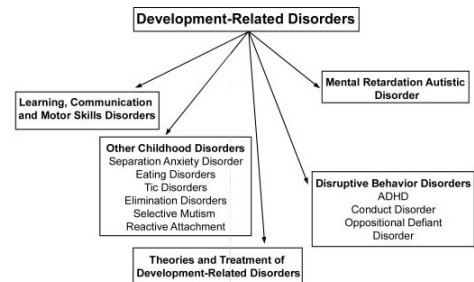 Development-Related Disorders
Mental Retardation Autistic
Disorder
Learning, Communication
and Motor Skills Disorders
Other Childhood Disorders
Separation Anxiety Disorder
Eating Disorders
Tic Disorders
Elimination Disorders
Selective Mutism
Reactive Attachment
Disruptive Behavior Disorders
ADHD
Conduct Disorder
Oppositional Defiant
Disorder
Theories and Treatment of
Development-Related Disorders